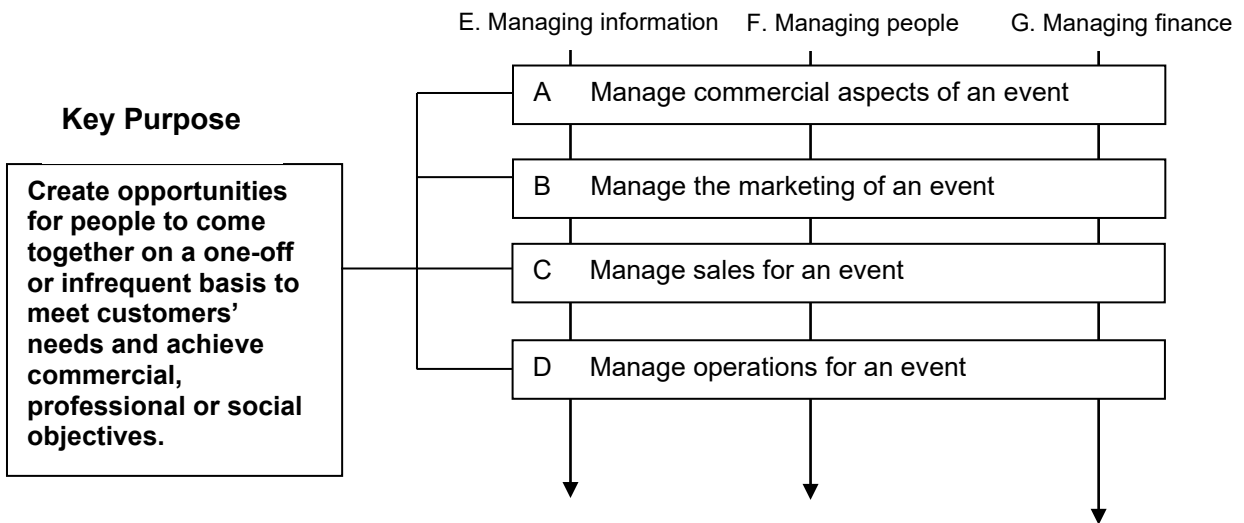 E. Managing information F. Managing people G. Managing finance
A Manage commercial aspects of an event
Key Purpose
B Manage the marketing of an event
Create opportunities
for people to come
together on a one-off
or infrequent basis to
meet customers’
needs and achieve
commercial,
professional or social
objectives.
C Manage sales for an event
D Manage operations for an event